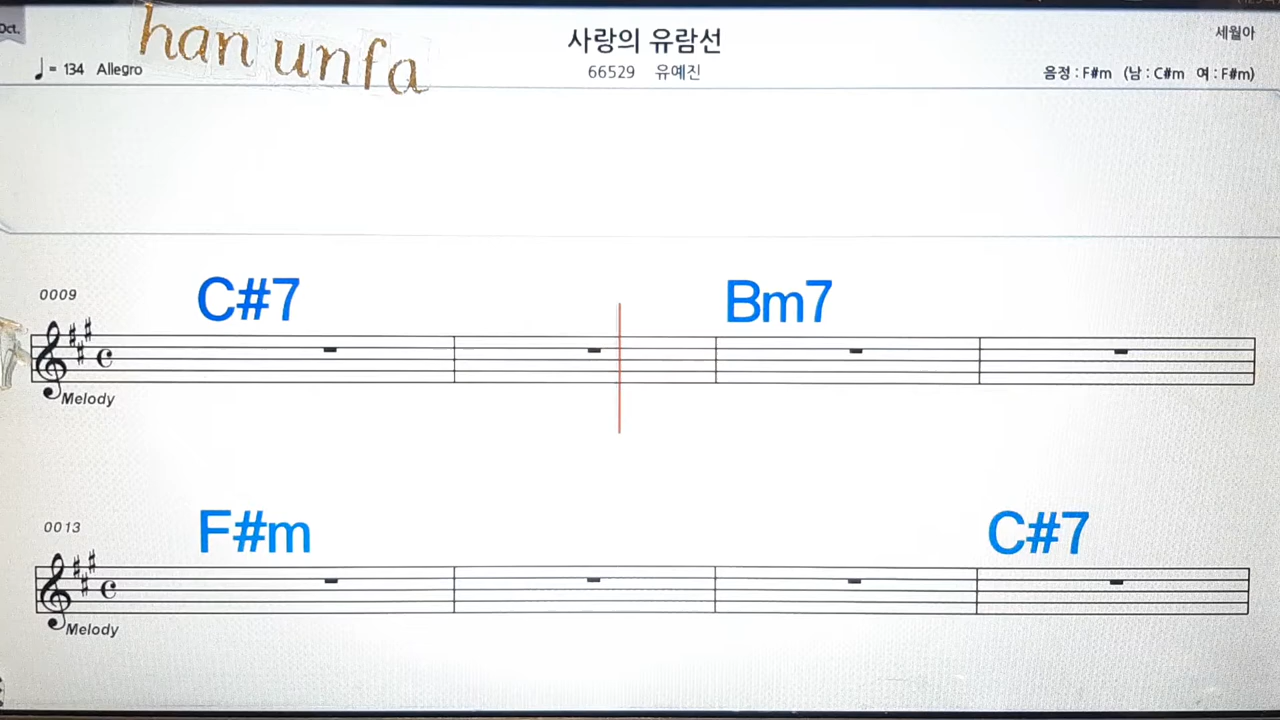 Oct.
han unfa
사랑의 유람선
세월아
♩= 134 Allegro
66529 유예진
음정 : F#m (남 : C#m 여 : F#m)
C#7 Bm7
0009
Melody
F#m C#7
0013
Melody